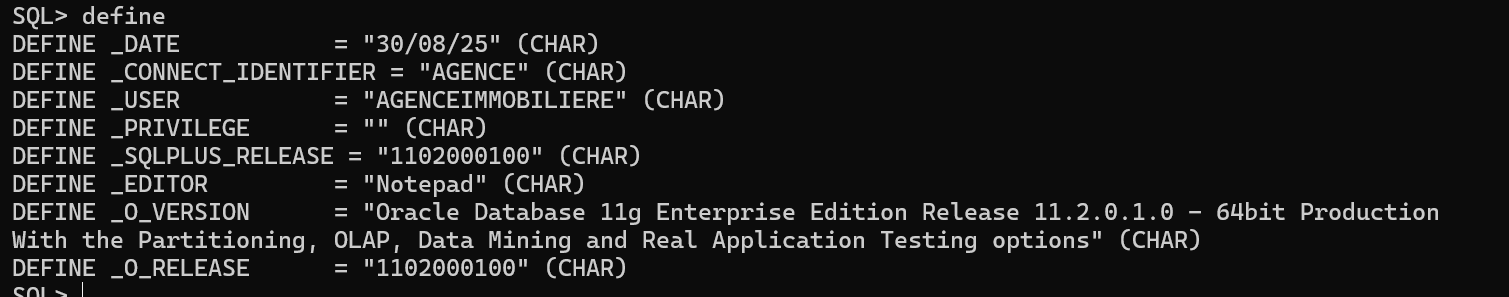 SQL> define
DEFINE _DATE           = "30/08/25" (CHAR)
DEFINE _CONNECT_IDENTIFIER = "AGENCE" (CHAR)
DEFINE _USER           = "AGENCEIMMOBILIERE" (CHAR)
DEFINE _PRIVILEGE      = "" (CHAR)
DEFINE _SQLPLUS_RELEASE = "1102000100" (CHAR)
DEFINE _EDITOR         = "Notepad" (CHAR)
DEFINE _O_VERSION      = "Oracle Database 11g Enterprise Edition Release 11.2.0.1.0 - 64bit Production
With the Partitioning, OLAP, Data Mining and Real Application Testing options" (CHAR)
DEFINE _O_RELEASE      = "1102000100" (CHAR)
SQL>